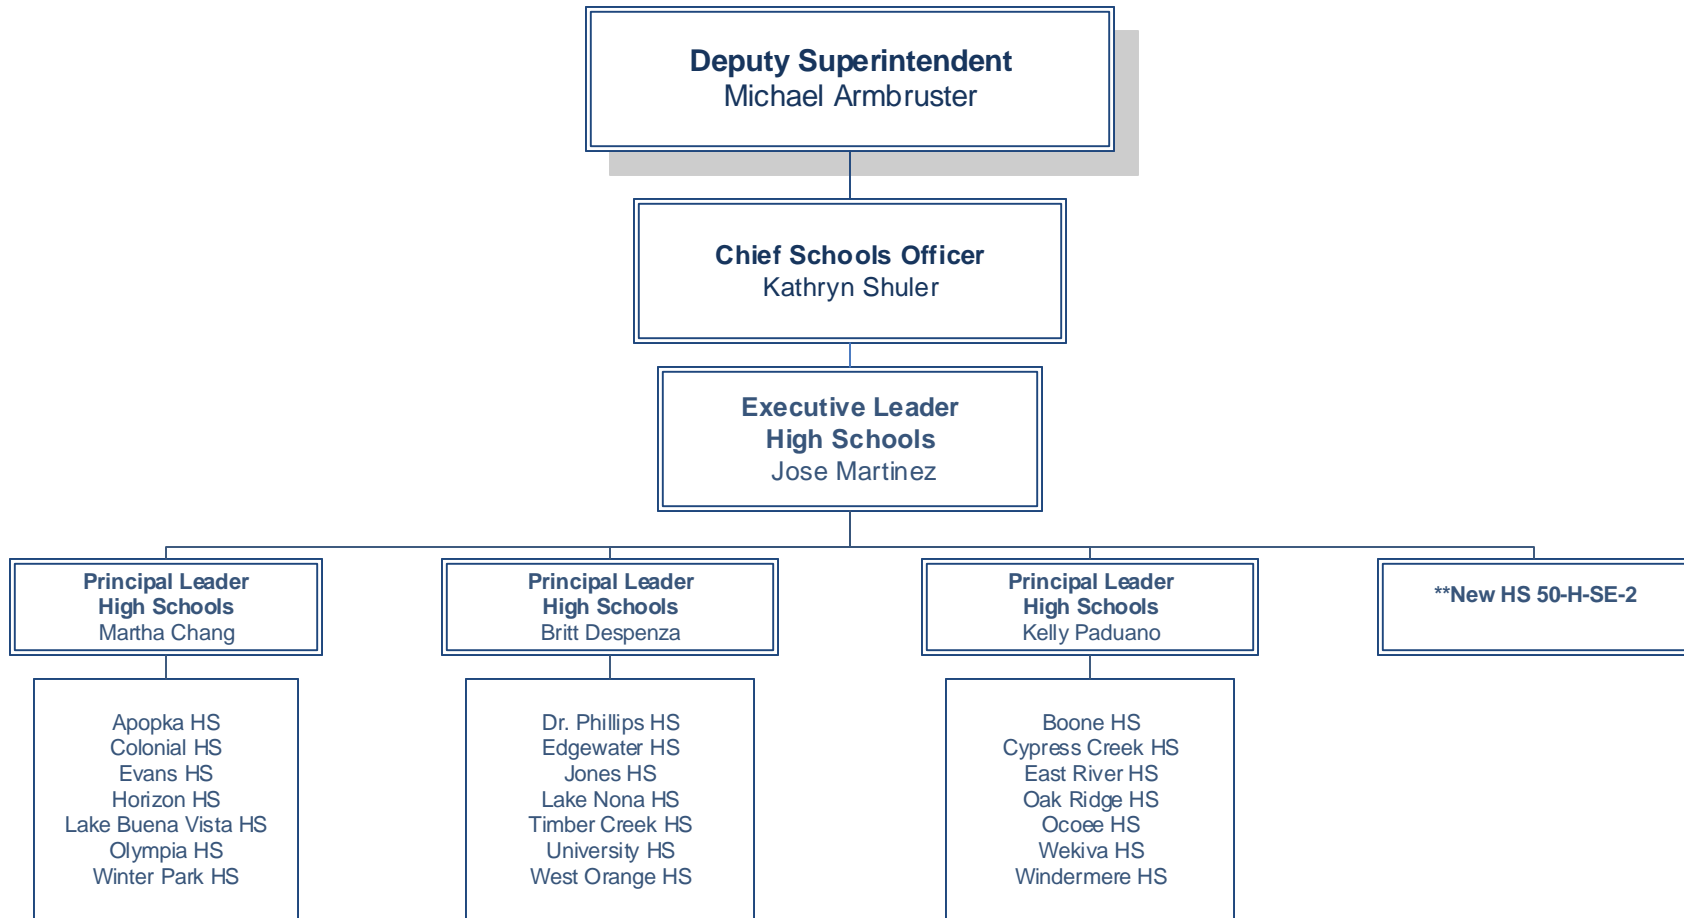 Deputy Superintendent
Michael Armbruster
Chief Schools Officer
Kathryn Shuler
Executive Leader
High Schools
Jose Martinez
Principal Leader
High Schools
Martha Chang
Principal Leader
High Schools
Britt Despenza
Principal Leader
High Schools
Kelly Paduano
**New HS 50-H-SE-2
Apopka HS
Colonial HS
Evans HS
Horizon HS
Lake Buena Vista HS
Olympia HS
Winter Park HS
Dr. Phillips HS
Edgewater HS
Jones HS
Lake Nona HS
Timber Creek HS
University HS
West Orange HS
Boone HS
Cypress Creek HS
East River HS
Oak Ridge HS
Ocoee HS
Wekiva HS
Windermere HS